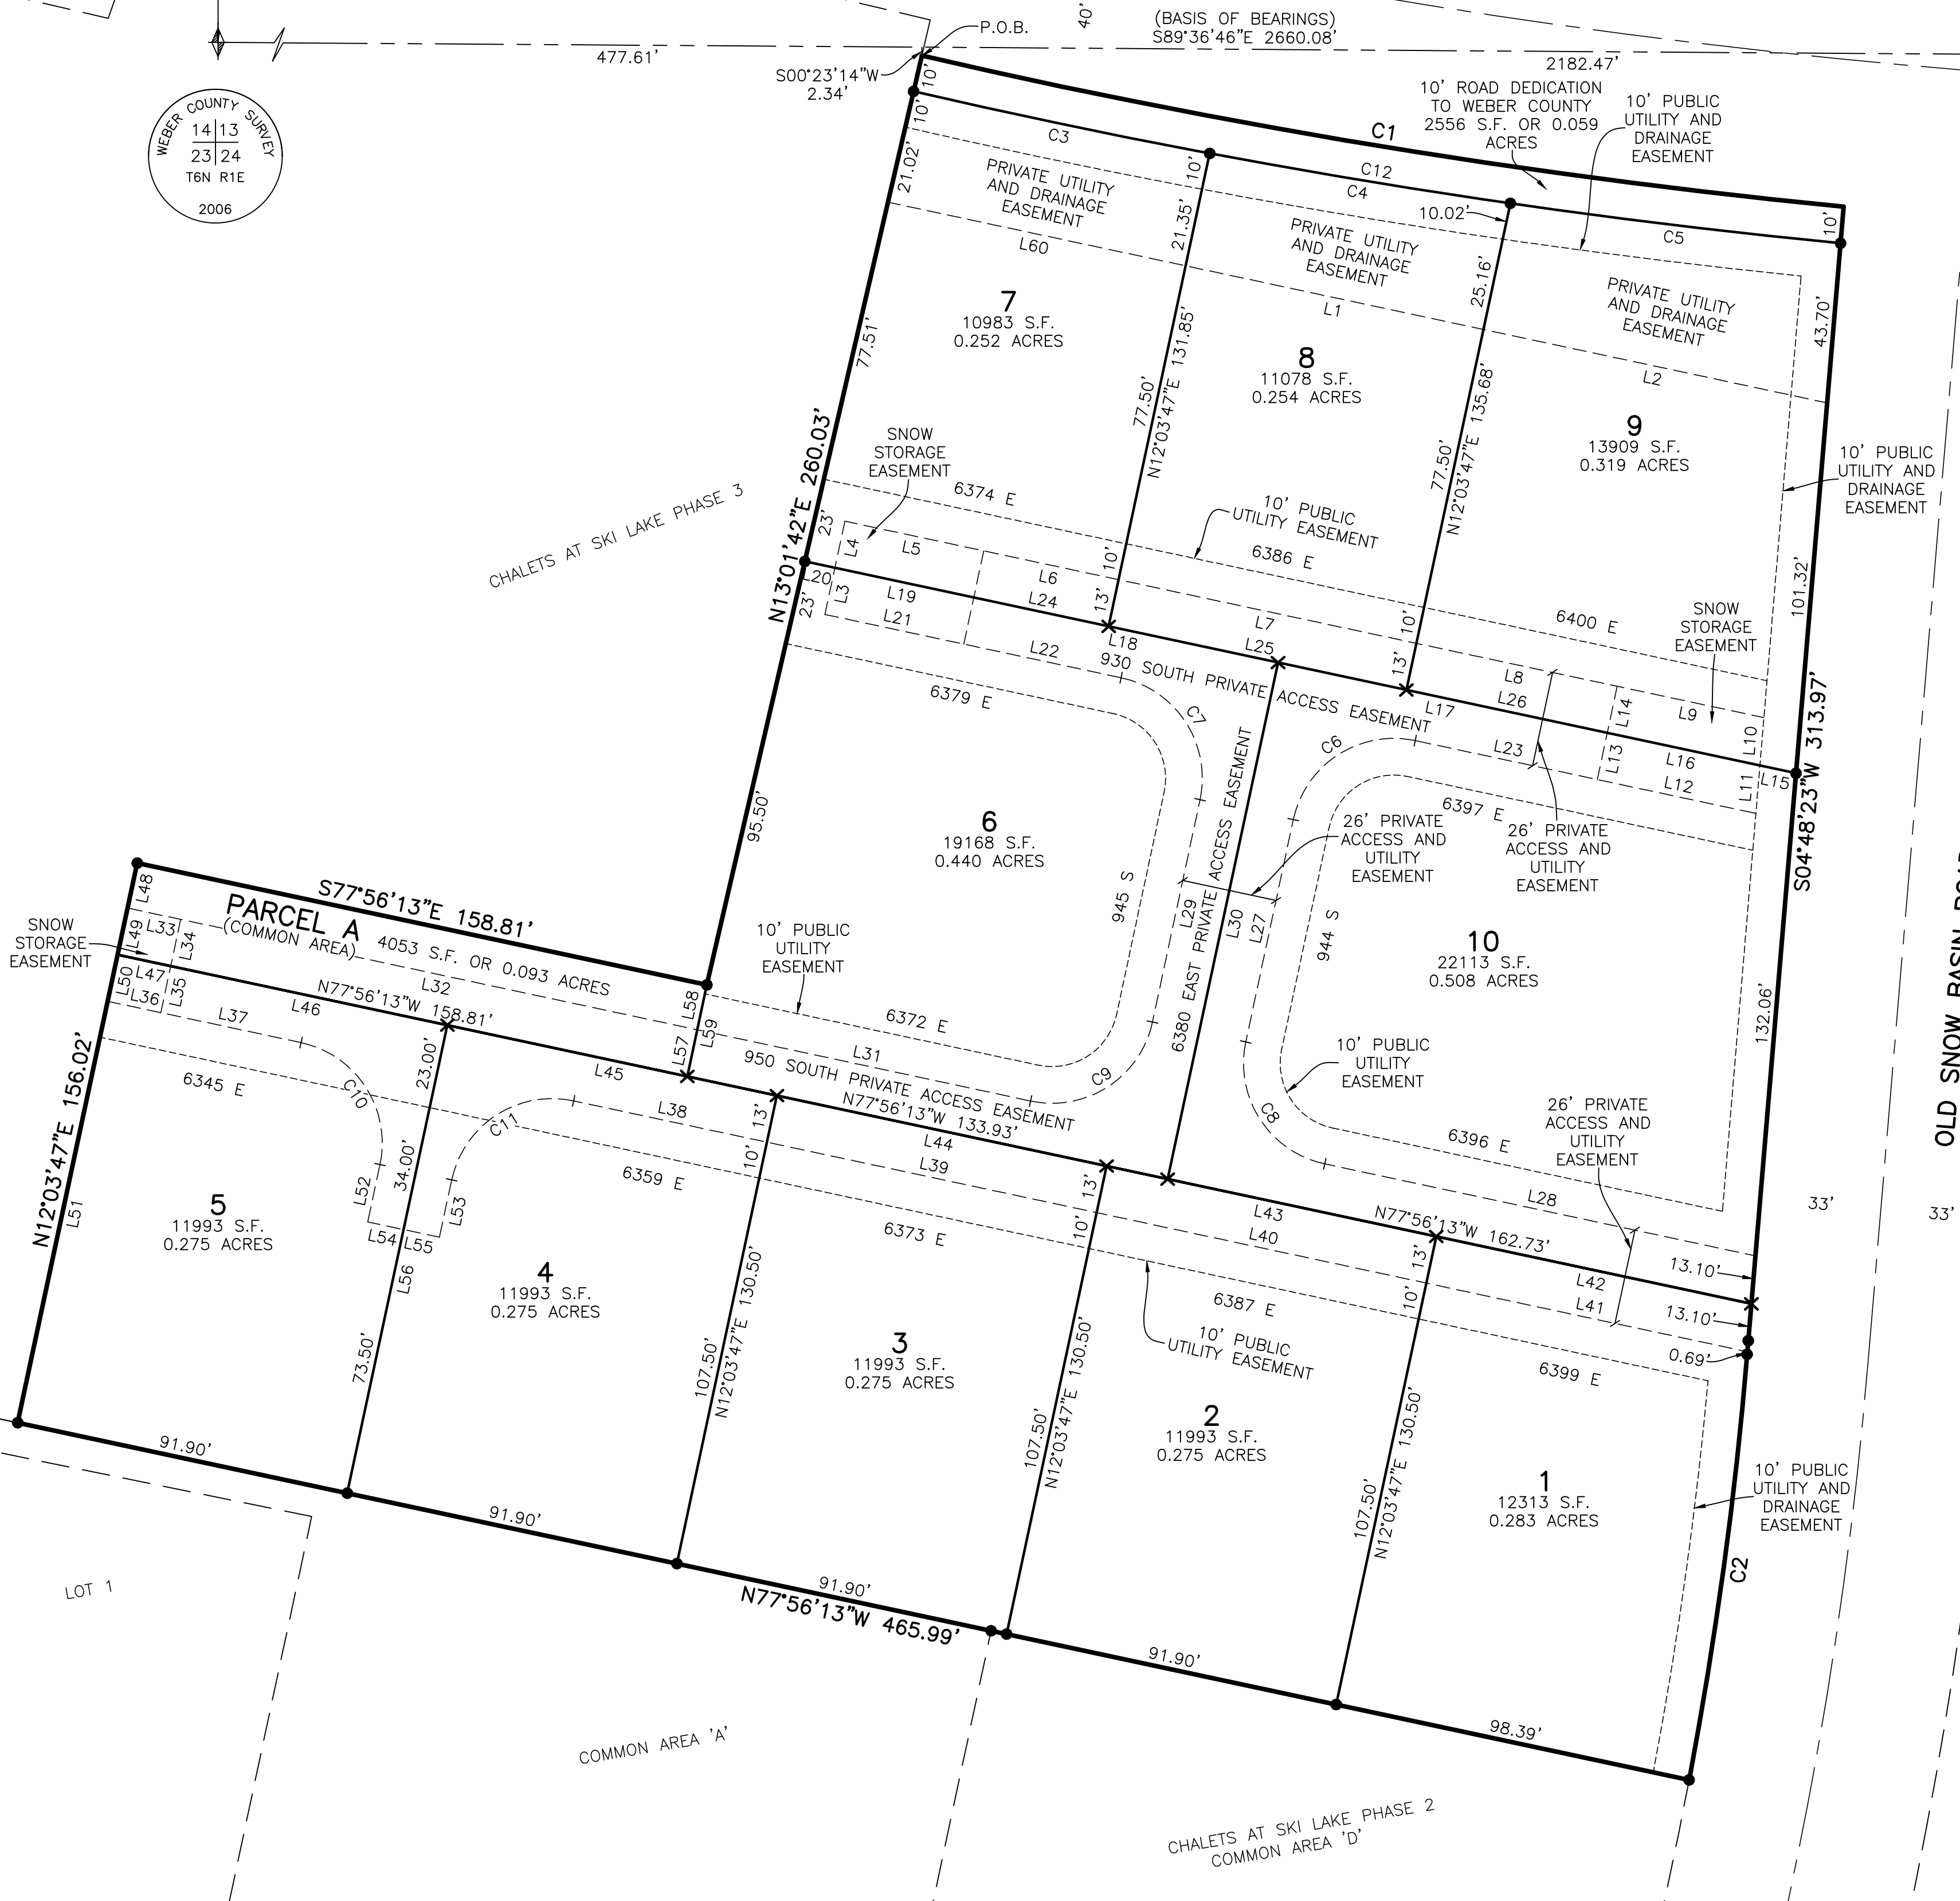 40'
(BASIS OF BEARINGS)
S89°36'46"E 2660.08'
P.O.B.
477.61'
2182.47'
S00°23'14"W
2.34'
WEBER COUNTY SURVEY
14 13
23 24
T6N R1E
2006
10' ROAD DEDICATION
TO WEBER COUNTY
2556 S.F. OR 0.059
ACRES
10' PUBLIC
UTILITY AND
DRAINAGE
EASEMENT
C1
10'
10'
C3
C12
C4
10'
10.02'
C5
10'
21.02'
PRIVATE UTILITY
AND DRAINAGE
EASEMENT
21.35'
PRIVATE UTILITY
AND DRAINAGE
EASEMENT
25.16'
PRIVATE UTILITY
AND DRAINAGE
EASEMENT
43.70'
L60
L1
L2
7
10983 S.F.
0.252 ACRES
77.51'
8
11078 S.F.
0.254 ACRES
77.50'
N12°03'47"E 131.85'
9
13909 S.F.
0.319 ACRES
77.50'
N12°03'47"E 135.68'
SNOW
STORAGE
EASEMENT
N13°01'42"E 260.03'
CHALETS AT SKI LAKE PHASE 3
6374 E
10' PUBLIC
UTILITY EASEMENT
6386 E
6400 E
10' PUBLIC
UTILITY AND
DRAINAGE
EASEMENT
101.32'
SNOW
STORAGE
EASEMENT
23'
L4
L5
L6
10'
L20
L3
L19
L24
13'
L7
10'
23'
L21
L22
L18
L25
13'
L8
L26
L14
L9
L10
930 SOUTH PRIVATE ACCESS EASEMENT
L17
L23
L13
L16
L12
L11
L15
S04°48'23"W 313.97'
6379 E
C7
C6
6397 E
95.50'
6
19168 S.F.
0.440 ACRES
945 S
L29
L30
L27
6380 EAST PRIVATE ACCESS EASEMENT
26' PRIVATE
ACCESS AND
UTILITY
EASEMENT
26' PRIVATE
ACCESS AND
UTILITY
EASEMENT
944 S
10
22113 S.F.
0.508 ACRES
132.06'
S77°56'13"E 158.81'
L48
PARCEL A
(COMMON AREA)
4053 S.F. OR 0.093 ACRES
SNOW
STORAGE
EASEMENT
L49
L33
L34
L50
L47
L36
L35
L32
N77°56'13"W 158.81'
L46
L37
10' PUBLIC
UTILITY
EASEMENT
L58
L59
L57
6372 E
L31
C9
950 SOUTH PRIVATE ACCESS EASEMENT
10' PUBLIC
UTILITY
EASEMENT
C8
6396 E
26' PRIVATE
ACCESS AND
UTILITY
EASEMENT
OLD SNOW BASIN ROAD
33'
33'
N12°03'47"E 156.02'
6345 E
C10
23.00'
C11
L45
L38
N77°56'13"W 133.93'
L44
L39
13'
10'
6359 E
6373 E
13'
10'
L28
L43
L40
N77°56'13"W 162.73'
13'
10'
L42
L41
13.10'
13.10'
0.69'
6387 E
6399 E
L51
L52
34.00'
L53
L54
L55
L56
5
11993 S.F.
0.275 ACRES
4
11993 S.F.
0.275 ACRES
3
11993 S.F.
0.275 ACRES
2
11993 S.F.
0.275 ACRES
1
12313 S.F.
0.283 ACRES
10' PUBLIC
UTILITY EASEMENT
73.50'
107.50'
N12°03'47"E 130.50'
107.50'
N12°03'47"E 130.50'
107.50'
N12°03'47"E 130.50'
10' PUBLIC
UTILITY AND
DRAINAGE
EASEMENT
C2
91.90'
91.90'
91.90'
N77°56'13"W 465.99'
91.90'
98.39'
LOT 1
COMMON AREA 'A'
CHALETS AT SKI LAKE PHASE 2
COMMON AREA 'D'